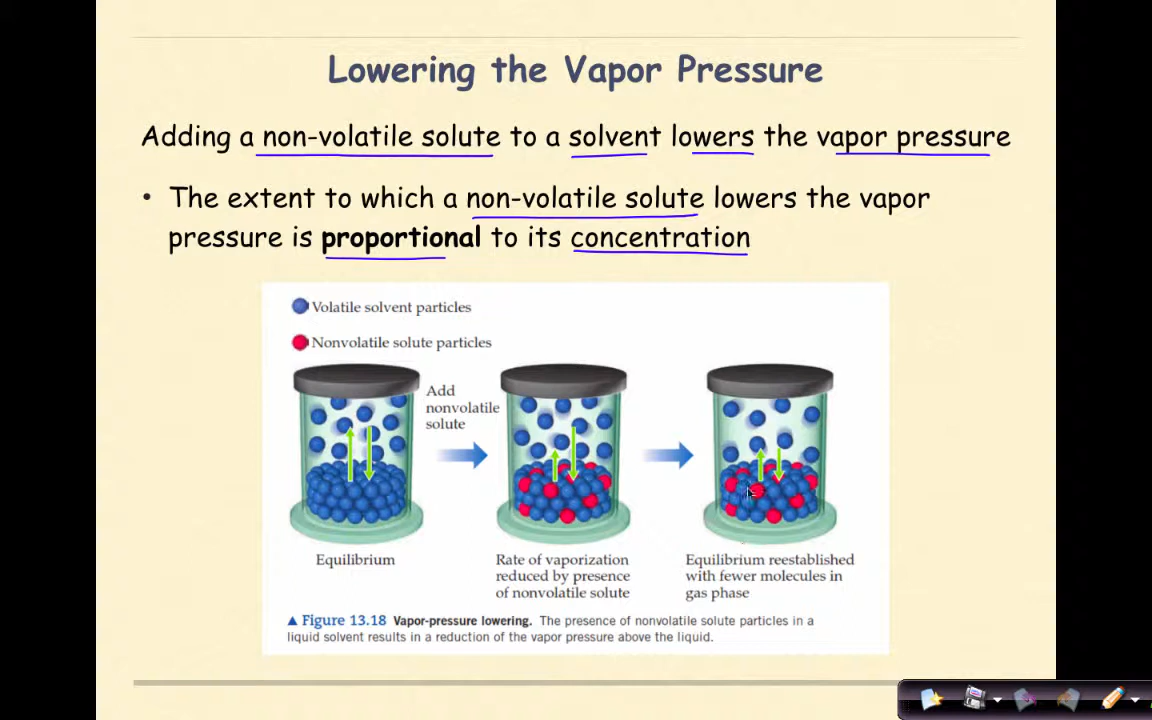 Lowering the Vapor Pressure
Adding a non-volatile solute to a solvent lowers the vapor pressure
• The extent to which a non-volatile solute lowers the vapor
pressure is proportional to its concentration
Volatile solvent particles
Nonvolatile solute particles
Add
nonvolatile
solute
Equilibrium
Rate of vaporization
reduced by presence
of nonvolatile solute
Equilibrium reestablished
with fewer molecules in
gas phase
▲ Figure 13.18 Vapor-pressure lowering. The presence of nonvolatile solute particles in a
liquid solvent results in a reduction of the vapor pressure above the liquid.